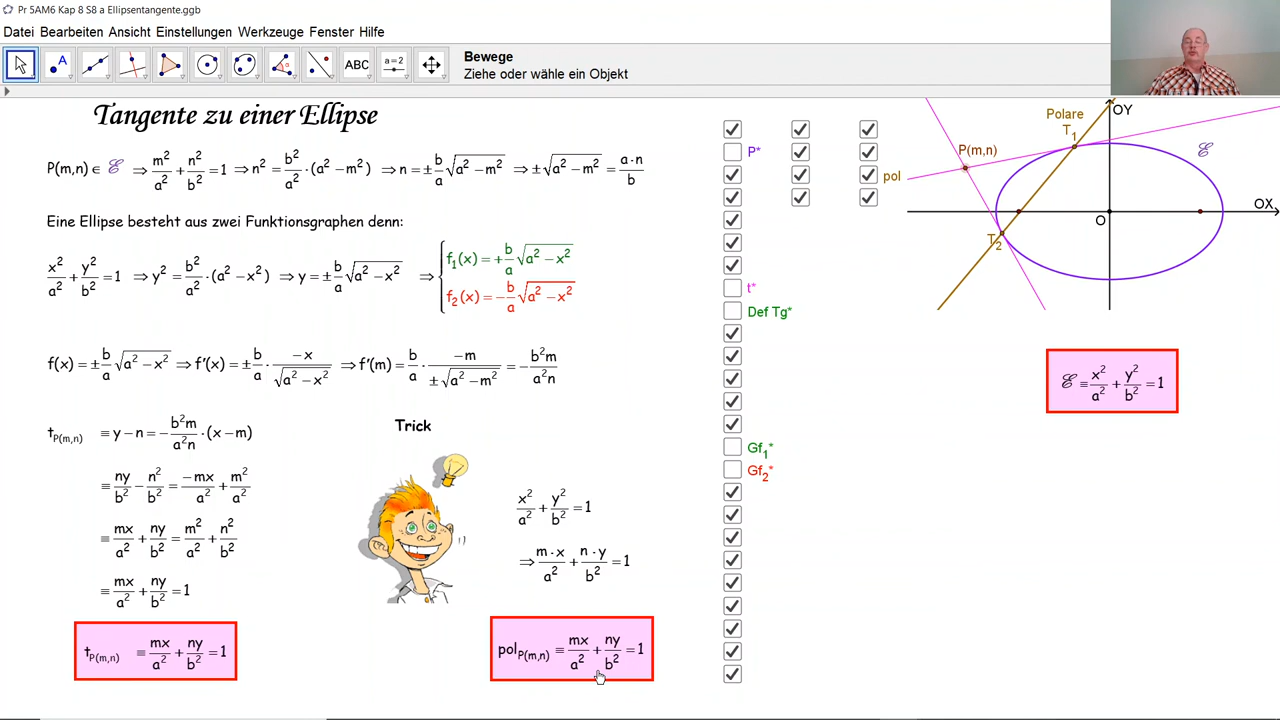 Pr 5AM6 Kap 8 S8 a Ellipsentangente.ggb
Datei Bearbeiten Ansicht Einstellungen Werkzeuge Fenster Hilfe
A
ABC
a=2
Bewege
Ziehe oder wähle ein Objekt
Tangente zu einer Ellipse
P(m,n) ∈ ℰ ⇒ m²/a² + n²/b² = 1 ⇒ n² = b²/a² · (a² − m²) ⇒ n = ± b/a √(a² − m²) ⇒ ± √(a² − m²) = a·n/b
Eine Ellipse besteht aus zwei Funktionsgraphen denn:
x²/a² + y²/b² = 1 ⇒ y² = b²/a² · (a² − x²) ⇒ y = ± b/a √(a² − x²) ⇒ { f₁(x) = + b/a √(a² − x²)
f₂(x) = − b/a √(a² − x²)
f(x) = ± b/a √(a² − x²) ⇒ f'(x) = ± b/a · −x/√(a² − x²) ⇒ f'(m) = b/a · −m/± √(a² − m²) = − b²m/a²n
t P(m,n) ≡ y − n = − b²m/a²n · (x − m)
≡ ny/b² − n²/b² = −mx/a² + m²/a²
≡ mx/a² + ny/b² = m²/a² + n²/b²
≡ mx/a² + ny/b² = 1
t P(m,n) ≡ mx/a² + ny/b² = 1
Trick
x²/a² + y²/b² = 1
⇒ m·x/a² + n·y/b² = 1
pol P(m,n) ≡ mx/a² + ny/b² = 1
P*
pol
t*
Def Tg*
Gf₁*
Gf₂*
Polare
OY
T₁
P(m,n)
ℰ
OX
O
T₂
ℰ ≡ x²/a² + y²/b² = 1